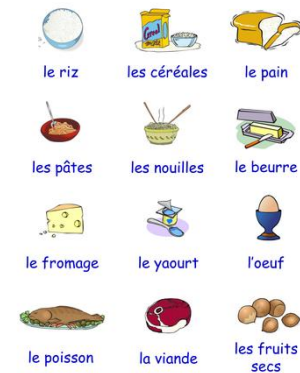 le riz
les céréales
le pain
les pâtes
les nouilles
le beurre
le fromage
le yaourt
l'oeuf
le poisson
la viande
les fruits
secs